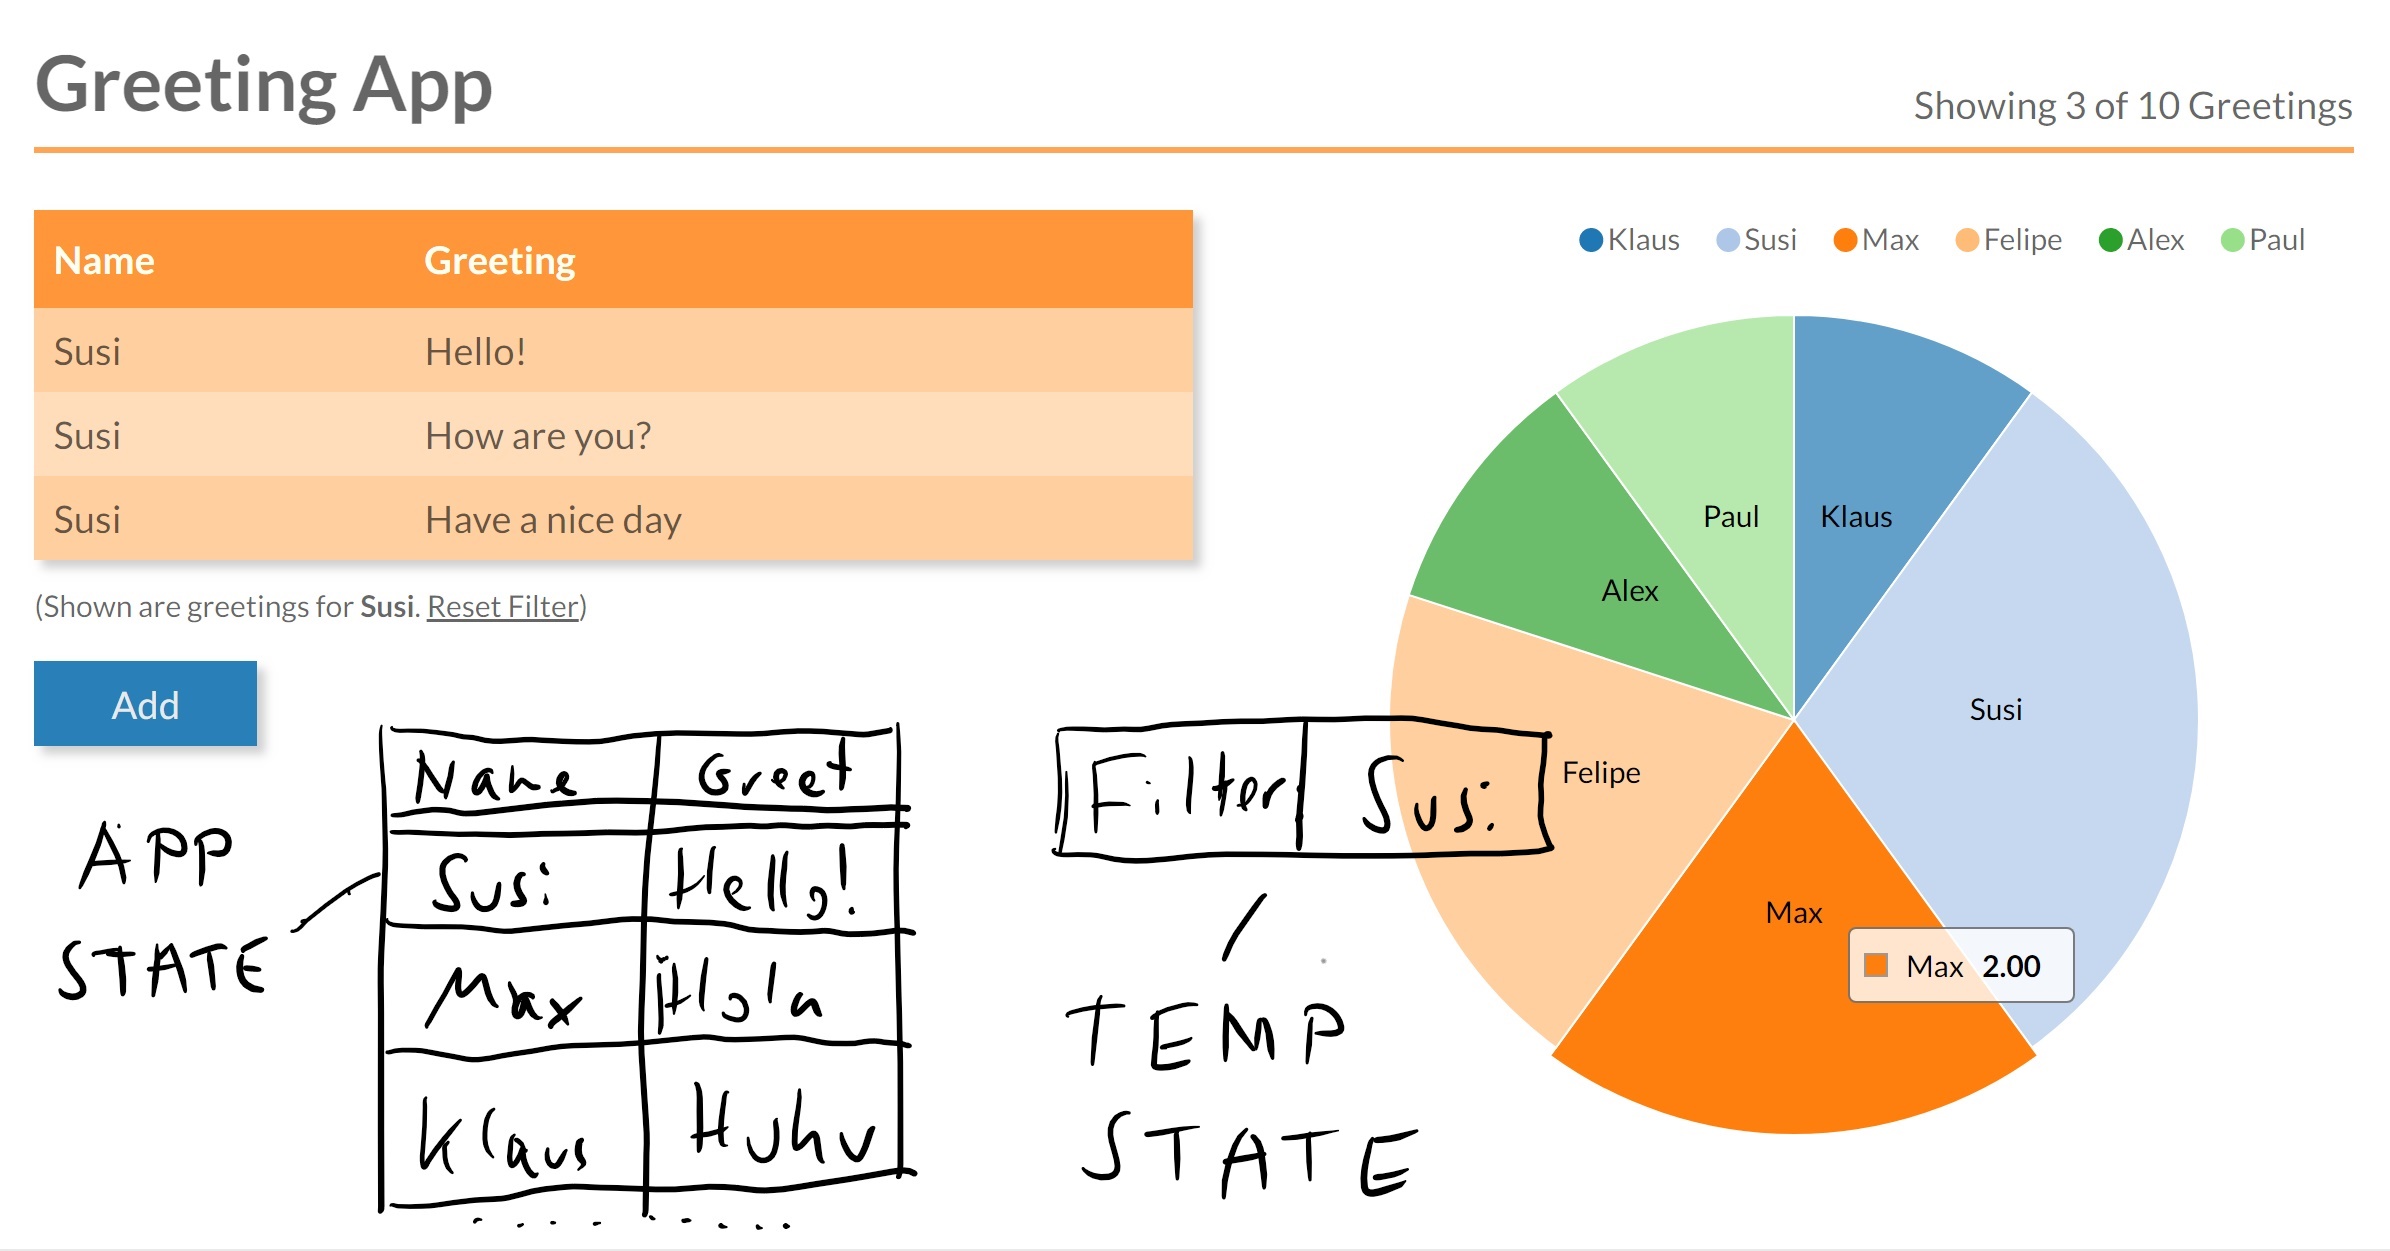 Greeting App
Showing 3 of 10 Greetings
Name Greeting
Susi Hello!
Susi How are you?
Susi Have a nice day
(Shown are greetings for Susi. Reset Filter)
Add
Klaus Susi Max Felipe Alex Paul
Paul Klaus
Alex
Susi
Felipe
Max
Max 2.00
APP
STATE
Name Greet
Susi Hello!
Max Hola
Klaus Huhu
Filter Susi
TEMP
STATE